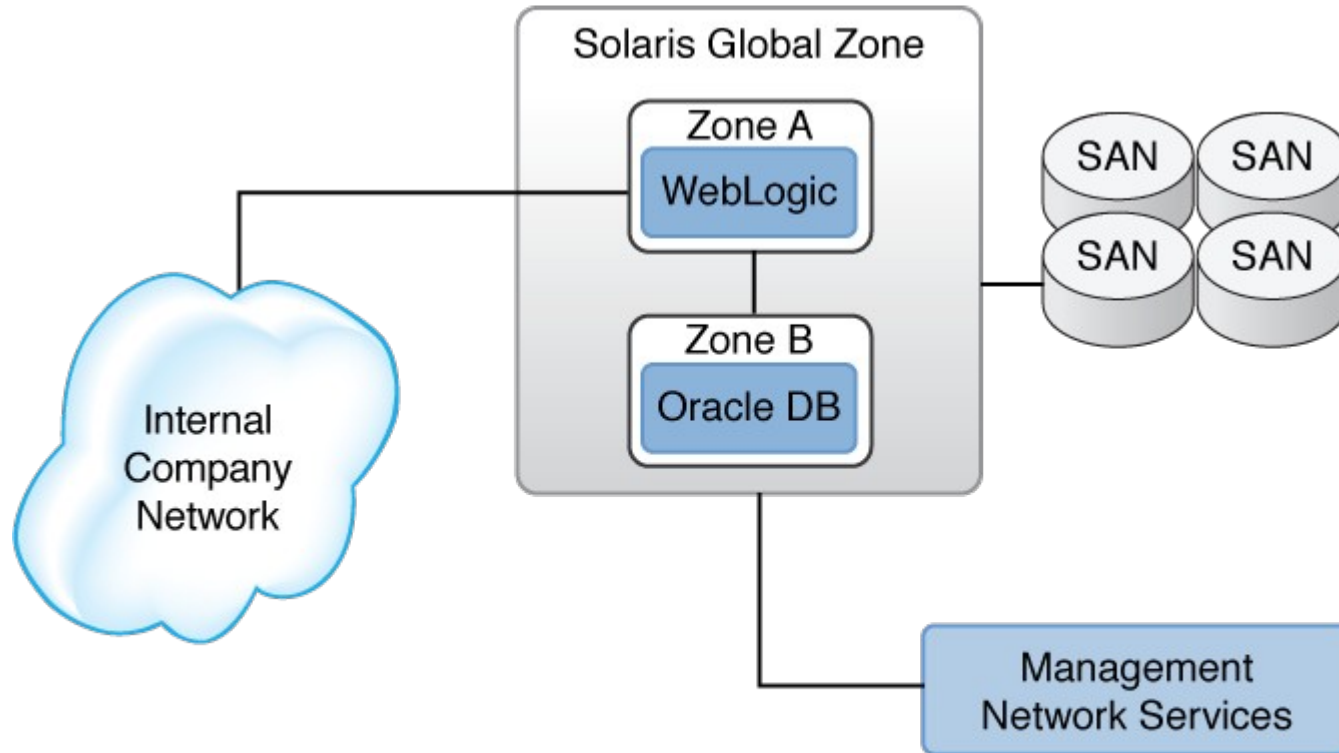 Solaris Global Zone
Zone A
WebLogic
Zone B
Oracle DB
SAN
SAN
SAN
SAN
Internal
Company
Network
Management
Network Services